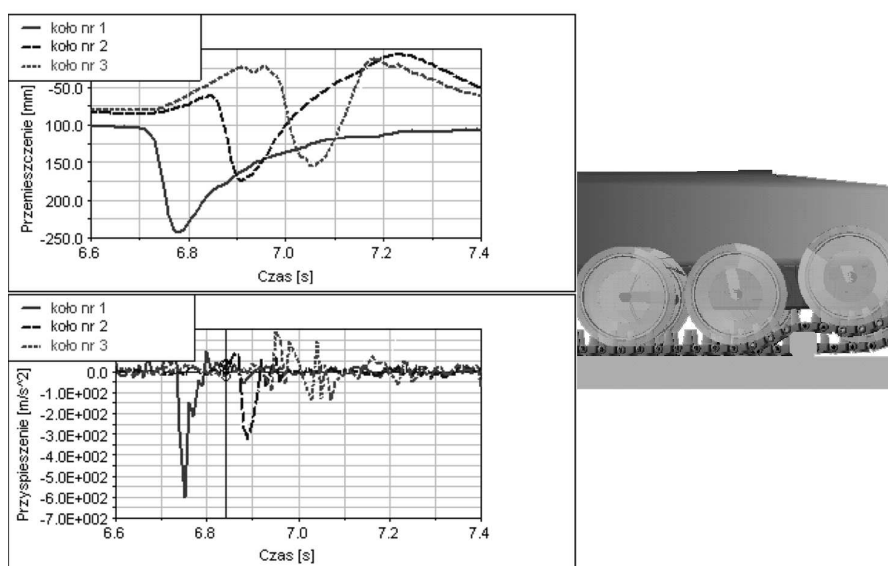 koło nr 1
koło nr 2
koło nr 3
Przemieszczenie [mm]
-50.0
100.0
150.0
200.0
-250.0
6.6 6.8 7.0 7.2 7.4
Czas [s]
koło nr 1
koło nr 2
koło nr 3
Przyspieszenie [m/s^2]
0.0
-1.0E+002
-2.0E+002
-3.0E+002
-4.0E+002
-5.0E+002
-6.0E+002
-7.0E+002
6.6 6.8 7.0 7.2 7.4
Czas [s]